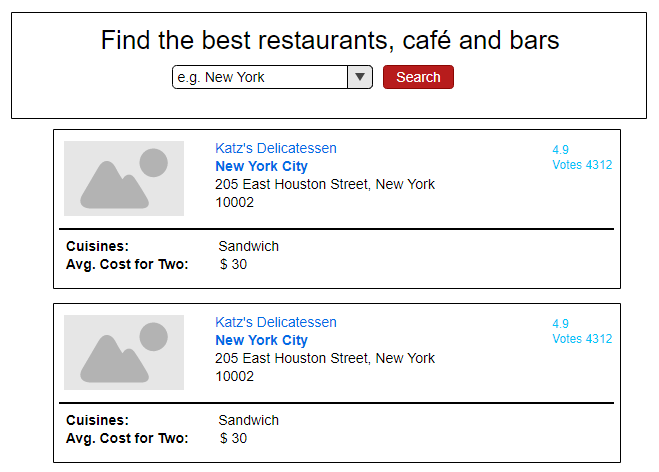 Find the best restaurants, café and bars
e.g. New York
Search
Katz's Delicatessen
New York City
205 East Houston Street, New York
10002
4.9
Votes 4312
Cuisines: Sandwich
Avg. Cost for Two: $ 30
Katz's Delicatessen
New York City
205 East Houston Street, New York
10002
4.9
Votes 4312
Cuisines: Sandwich
Avg. Cost for Two: $ 30